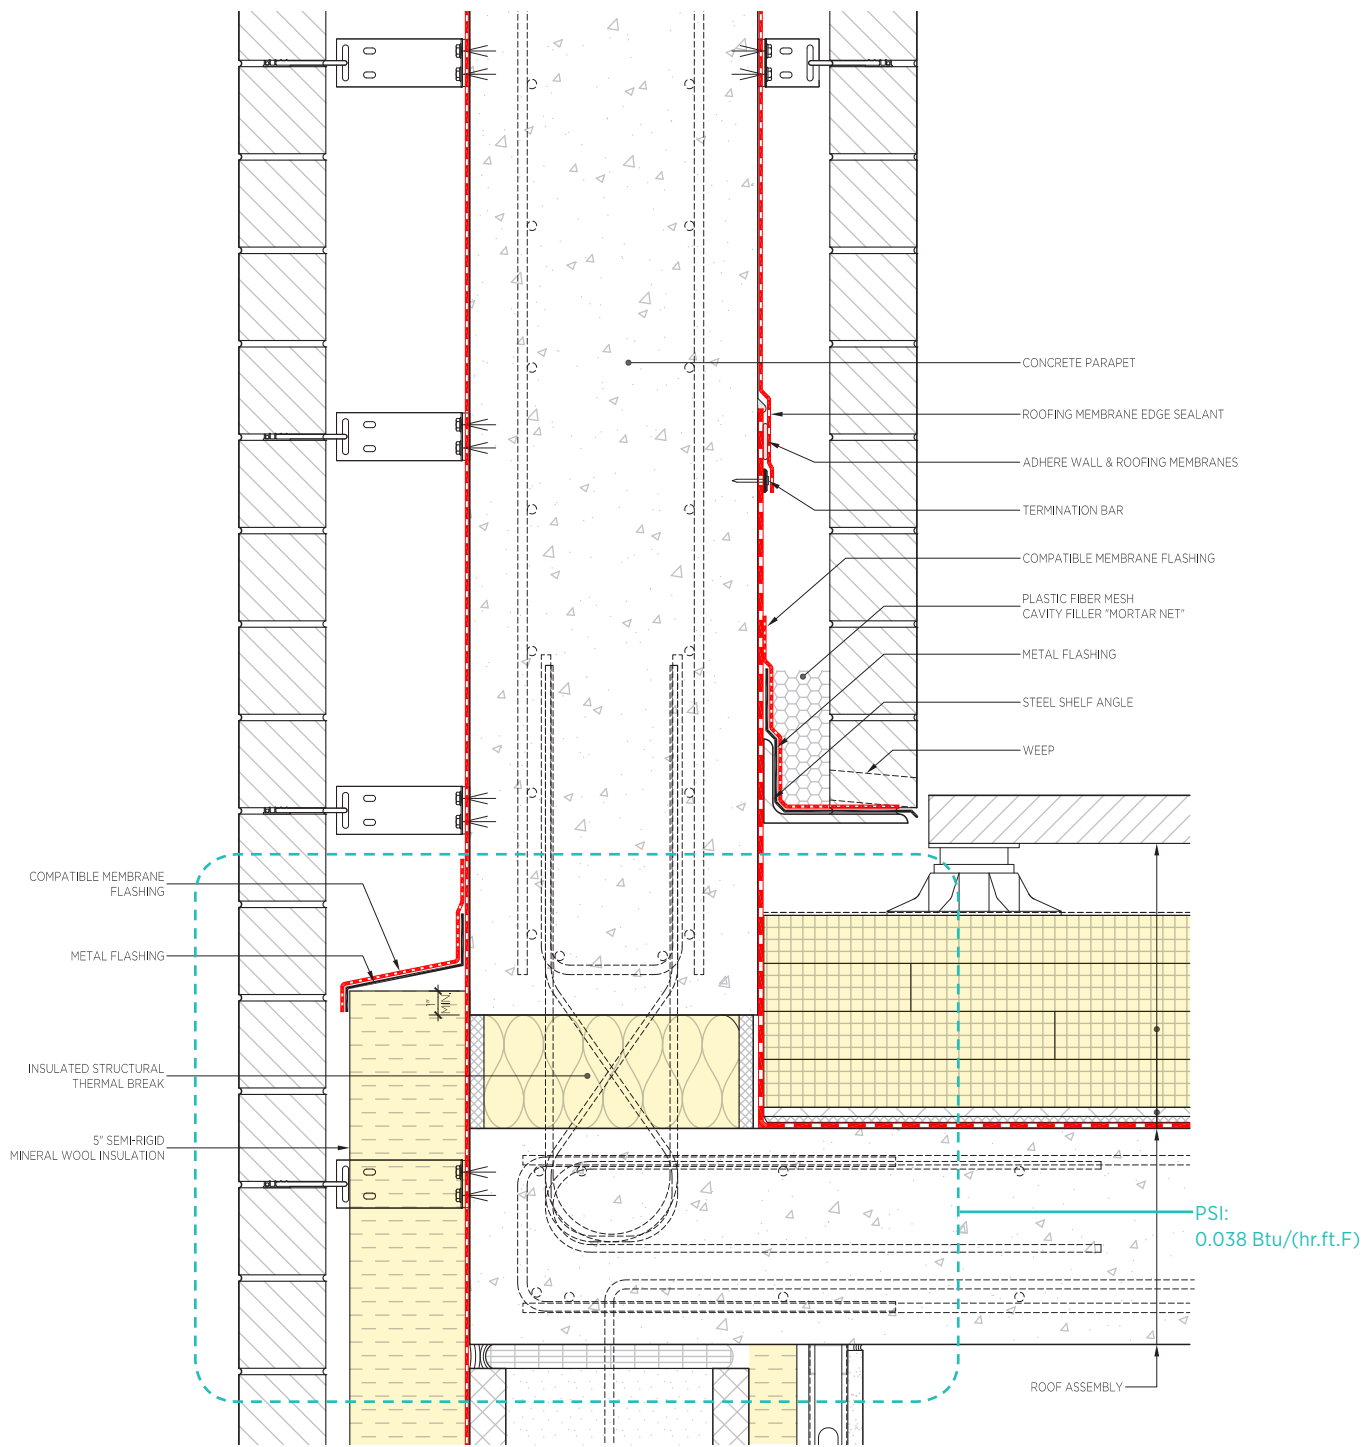 CONCRETE PARAPET
ROOFING MEMBRANE EDGE SEALANT
ADHERE WALL & ROOFING MEMBRANES
TERMINATION BAR
COMPATIBLE MEMBRANE FLASHING
PLASTIC FIBER MESH
CAVITY FILLER "MORTAR NET"
METAL FLASHING
STEEL SHELF ANGLE
WEEP
COMPATIBLE MEMBRANE
FLASHING
METAL FLASHING
1"
MIN.
INSULATED STRUCTURAL
THERMAL BREAK
5" SEMI-RIGID
MINERAL WOOL INSULATION
PSI:
0.038 Btu/(hr.ft.F)
ROOF ASSEMBLY